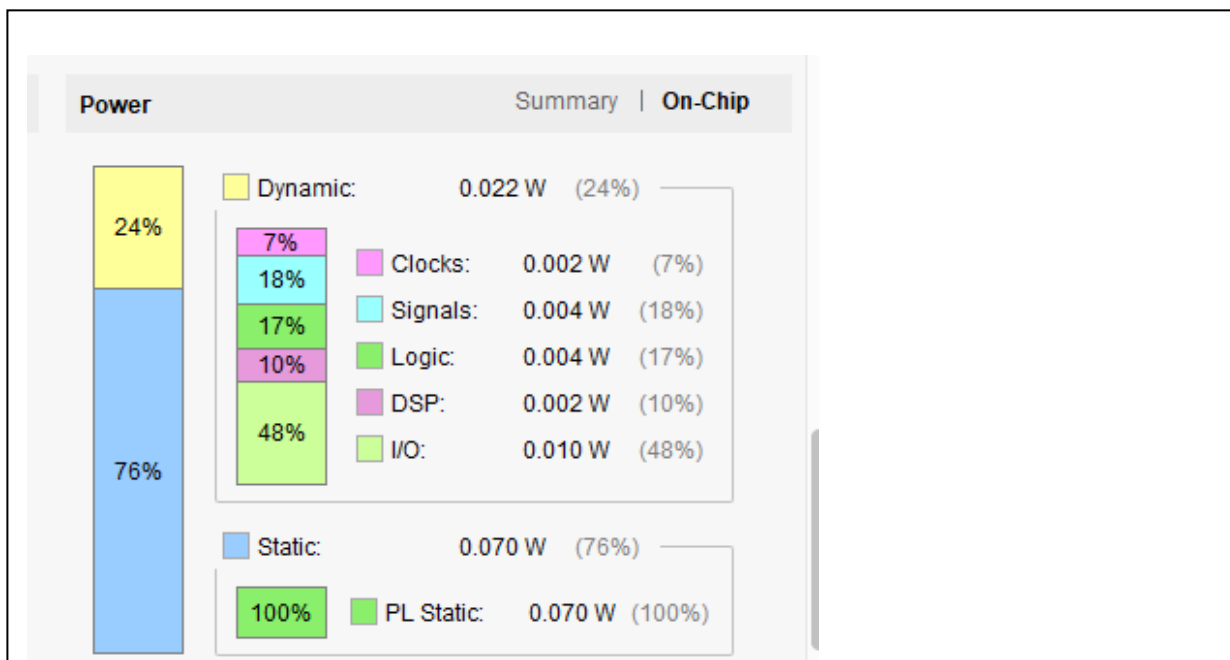 Power Summary | On-Chip
24% Dynamic: 0.022 W (24%)
7% Clocks: 0.002 W (7%)
18% Signals: 0.004 W (18%)
17% Logic: 0.004 W (17%)
10% DSP: 0.002 W (10%)
48% I/O: 0.010 W (48%)
76%
Static: 0.070 W (76%)
100% PL Static: 0.070 W (100%)